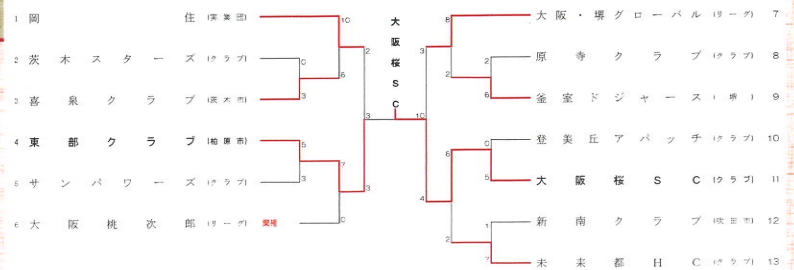 1 岡 住 (実業団)
2 茨木スターズ (クラブ)
3 喜泉クラブ (茨木市)
4 東部クラブ (柏原市)
5 サンパワーズ (クラブ)
6 大阪桃次郎 (リーグ) 棄権
10
2
0
6
3
3
5
7
3
3
0
大阪桜SC
8
3
2
2
6
10
0
6
5
4
1
2
7
大阪・堺グローバル (リーグ) 7
原寺クラブ (クラブ) 8
釜室ドジャース (堺) 9
登美丘アパッチ (クラブ) 10
大阪桜SC (クラブ) 11
新南クラブ (吹田市) 12
未来都HC (クラブ) 13